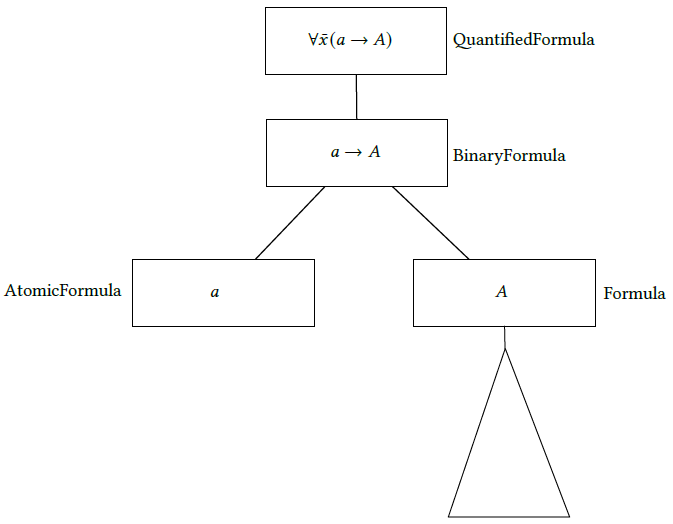 ∀x̄(a → A)
QuantifiedFormula
a → A
BinaryFormula
AtomicFormula
a
A
Formula